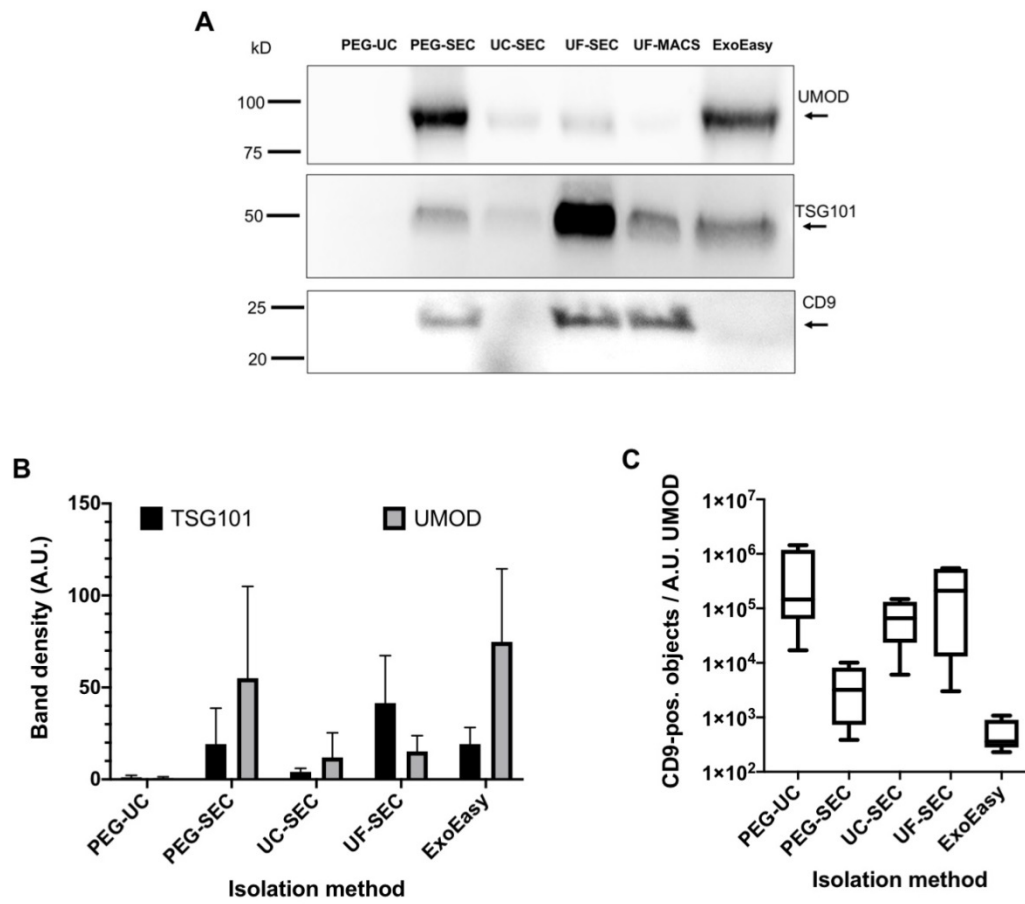 A
kD
PEG-UC PEG-SEC UC-SEC UF-SEC UF-MACS ExoEasy
100
75
UMOD
50
TSG101
25
20
CD9
B
Band density (A.U.)
150
100
50
0
TSG101
UMOD
PEG-UC
PEG-SEC
UC-SEC
UF-SEC
ExoEasy
Isolation method
C
CD9-pos. objects / A.U. UMOD
1×10⁷
1×10⁶
1×10⁵
1×10⁴
1×10³
1×10²
PEG-UC
PEG-SEC
UC-SEC
UF-SEC
ExoEasy
Isolation method